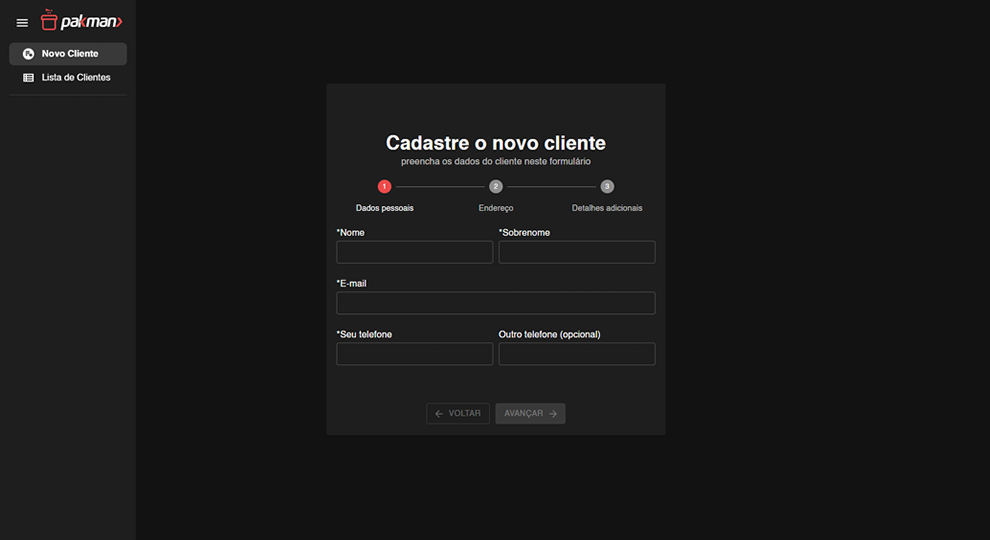 pakman
Novo Cliente
Lista de Clientes
Cadastre o novo cliente
preencha os dados do cliente neste formulário
1 2 3
Dados pessoais Endereço Detalhes adicionais
*Nome *Sobrenome
*E-mail
*Seu telefone Outro telefone (opcional)
VOLTAR AVANÇAR